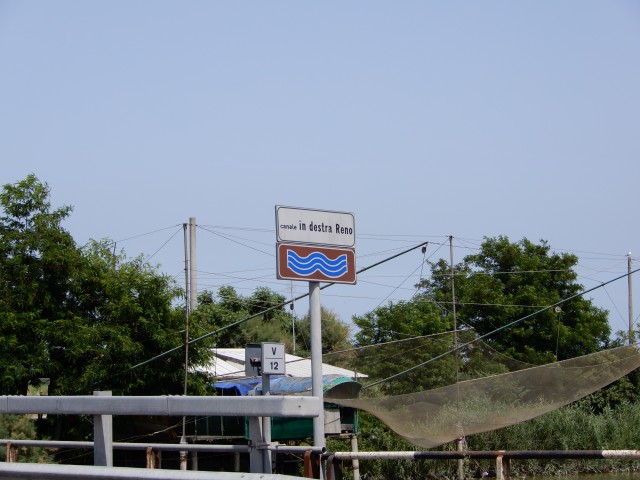 canale in destra Reno
V
12